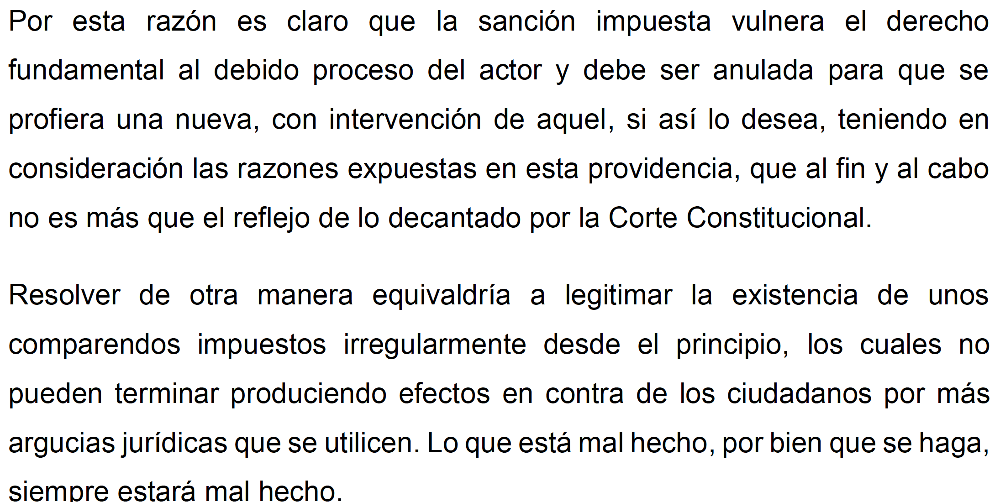 Por esta razón es claro que la sanción impuesta vulnera el derecho
fundamental al debido proceso del actor y debe ser anulada para que se
profiera una nueva, con intervención de aquel, si así lo desea, teniendo en
consideración las razones expuestas en esta providencia, que al fin y al cabo
no es más que el reflejo de lo decantado por la Corte Constitucional.
Resolver de otra manera equivaldría a legitimar la existencia de unos
comparendos impuestos irregularmente desde el principio, los cuales no
pueden terminar produciendo efectos en contra de los ciudadanos por más
argucias jurídicas que se utilicen. Lo que está mal hecho, por bien que se haga,
siempre estará mal hecho.